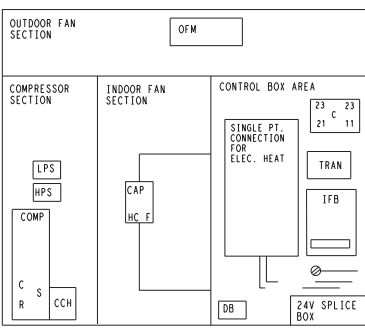 OUTDOOR FAN
SECTION
OFM
COMPRESSOR
SECTION
LPS
HPS
COMP
C
S
R
CCH
INDOOR FAN
SECTION
CAP
HC F
CONTROL BOX AREA
SINGLE PT.
CONNECTION
FOR
ELEC. HEAT
23 23
C
21 11
TRAN
IFB
DB
24V SPLICE
BOX